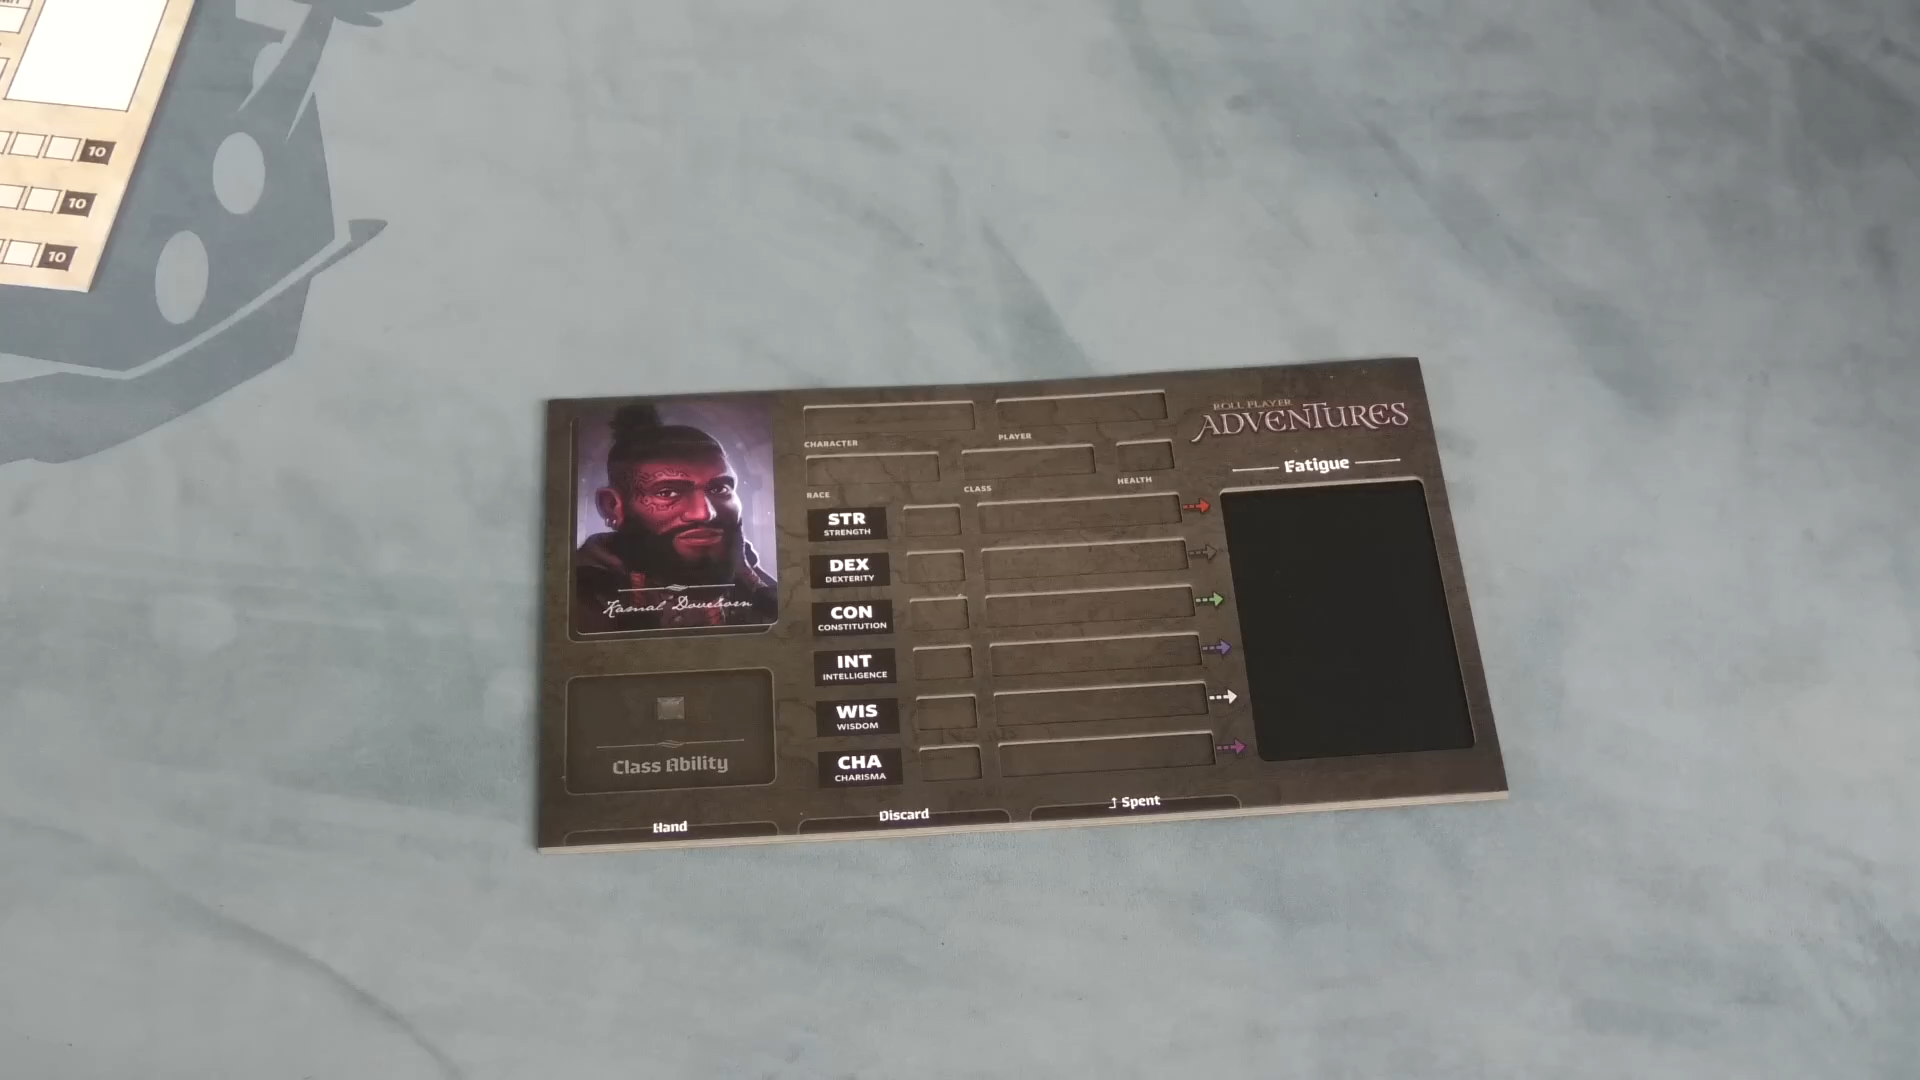 10
10
10
ROLL PLAYER
ADVENTURES
Fatigue
CHARACTER
PLAYER
RACE
CLASS
HEALTH
STR
STRENGTH
DEX
DEXTERITY
CON
CONSTITUTION
INT
INTELLIGENCE
WIS
WISDOM
CHA
CHARISMA
Kamal Doveborn
Class Ability
Hand
Discard
Spent